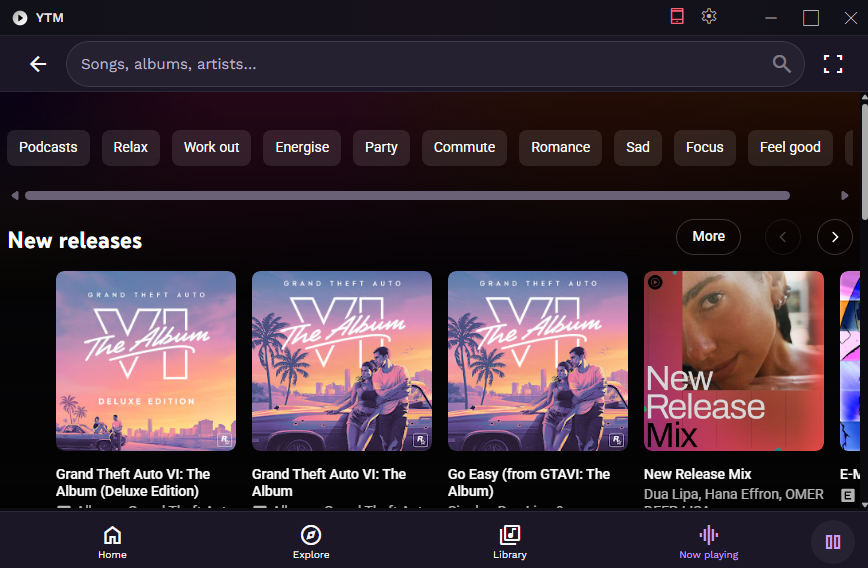 YTM
Songs, albums, artists...
Podcasts
Relax
Work out
Energise
Party
Commute
Romance
Sad
Focus
Feel good
New releases
More
GRAND THEFT AUTO
VI
The Album
DELUXE EDITION
R
GRAND THEFT AUTO
VI
The Album
R
GRAND THEFT AUTO
VI
The Album
R
New
Release
Mix
Grand Theft Auto VI: The
Album (Deluxe Edition)
Grand Theft Auto VI: The
Album
Go Easy (from GTAVI: The
Album)
New Release Mix
Dua Lipa, Hana Effron, OMER
E-M
E
Home
Explore
Library
Now playing